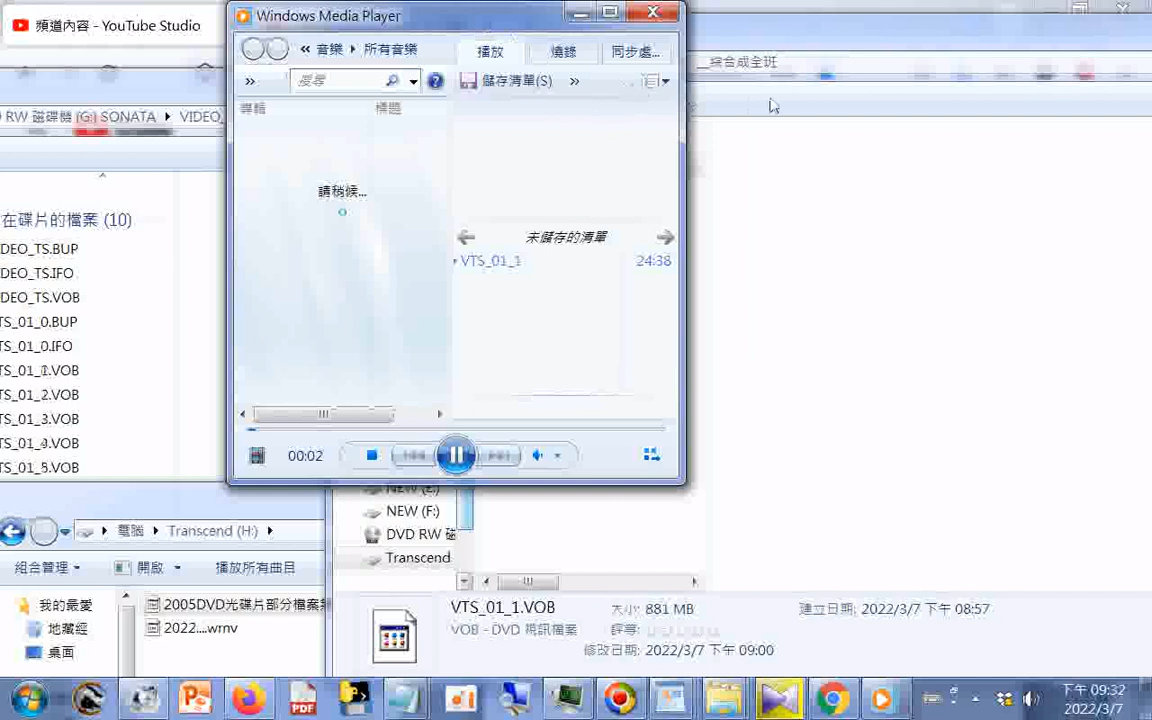 頻道內容 - YouTube Studio
Windows Media Player
音樂 所有音樂
播放
燒錄
同步處...
搜尋
儲存清單(S)
專輯
標題
請稍候...
未儲存的清單
VTS_01_1 24:38
00:02
__綜合成全班
RW 磁碟機 (G:) SONATA VIDEO_
在碟片的檔案 (10)
DEO_TS.BUP
DEO_TS.IFO
DEO_TS.VOB
TS_01_0.BUP
TS_01_0.IFO
TS_01_1.VOB
TS_01_2.VOB
TS_01_3.VOB
TS_01_4.VOB
TS_01_5.VOB
電腦 Transcend (H:)
組合管理
開啟
播放所有曲目
我的最愛
地藏經
桌面
2005DVD光碟片部分檔案
2022....wmv
NEW (E:)
NEW (F:)
DVD RW 磁
Transcend
VTS_01_1.VOB
VOB - DVD 視訊檔案
大小: 881 MB
評等:
修改日期: 2022/3/7 下午 09:00
建立日期: 2022/3/7 下午 08:57
PDF
下午 09:32
2022/3/7